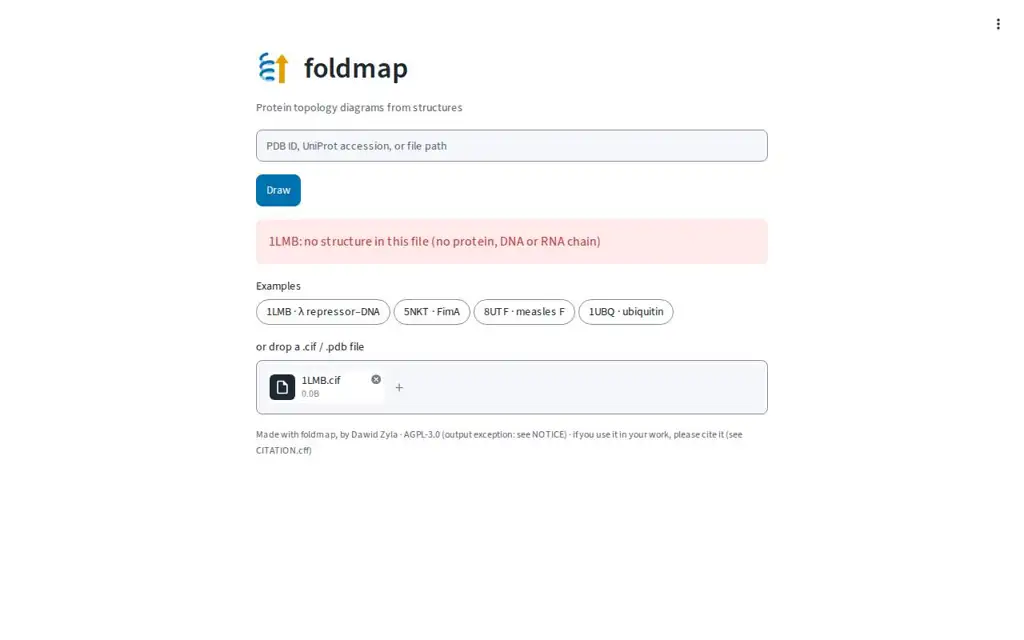 foldmap
Protein topology diagrams from structures
PDB ID, UniProt accession, or file path
Draw
1LMB: no structure in this file (no protein, DNA or RNA chain)
Examples
1LMB · λ repressor–DNA
5NKT · FimA
8UTF · measles F
1UBQ · ubiquitin
or drop a .cif / .pdb file
1LMB.cif
0.0B
Made with foldmap, by Dawid Zyla · AGPL-3.0 (output exception: see NOTICE) · if you use it in your work, please cite it (see
CITATION.cff)